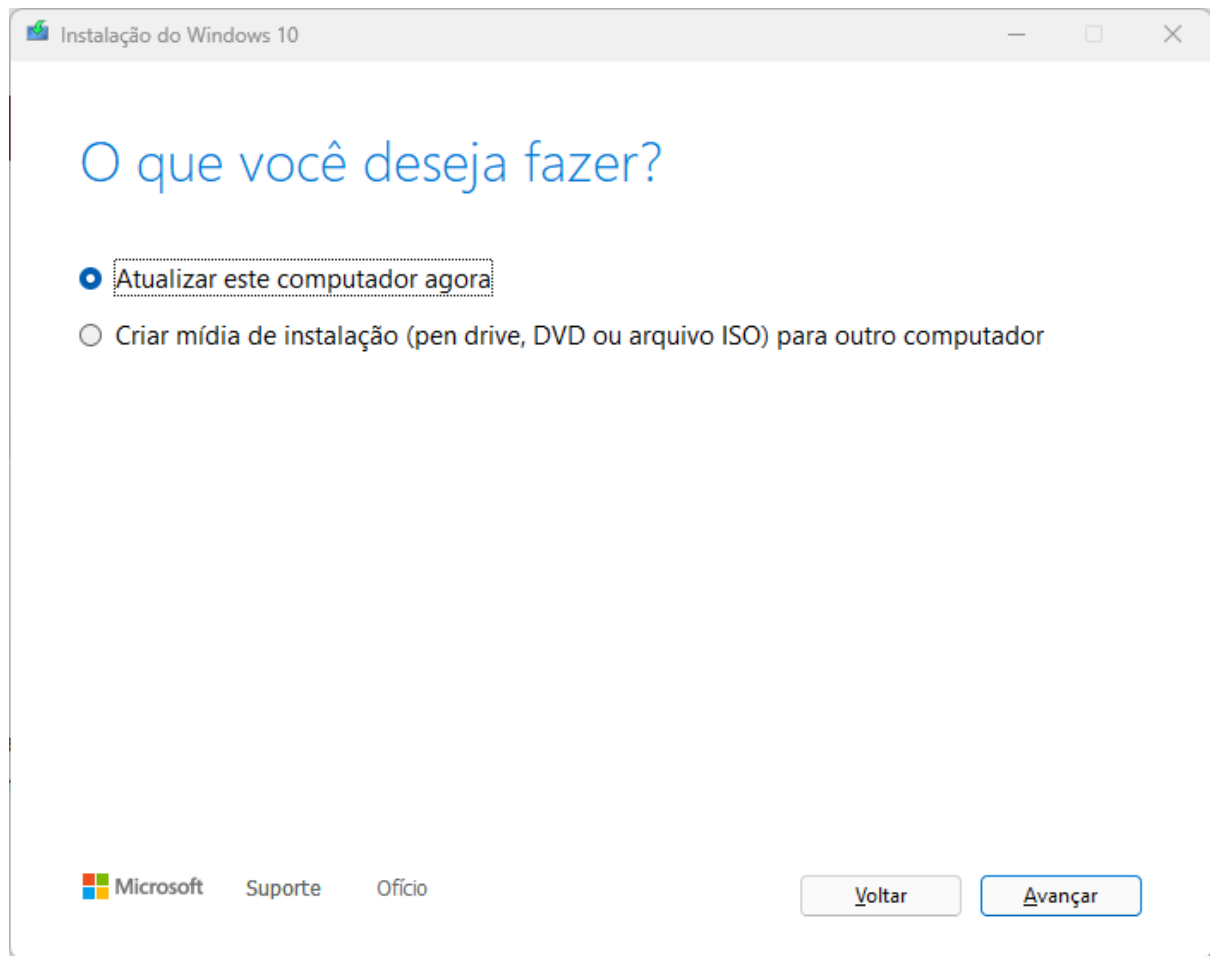 Instalação do Windows 10
O que você deseja fazer?
Atualizar este computador agora
Criar mídia de instalação (pen drive, DVD ou arquivo ISO) para outro computador
Microsoft Suporte Ofício Voltar Avançar